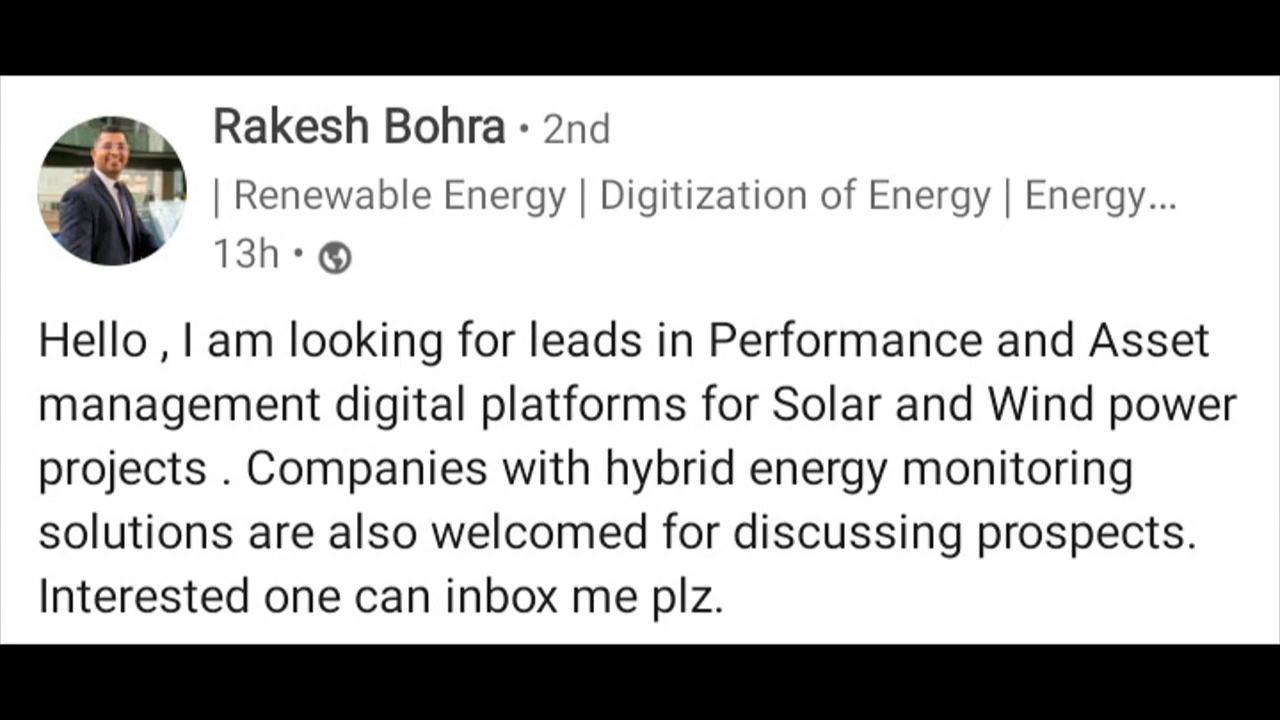 Rakesh Bohra • 2nd
| Renewable Energy | Digitization of Energy | Energy...
13h •
Hello , I am looking for leads in Performance and Asset
management digital platforms for Solar and Wind power
projects . Companies with hybrid energy monitoring
solutions are also welcomed for discussing prospects.
Interested one can inbox me plz.